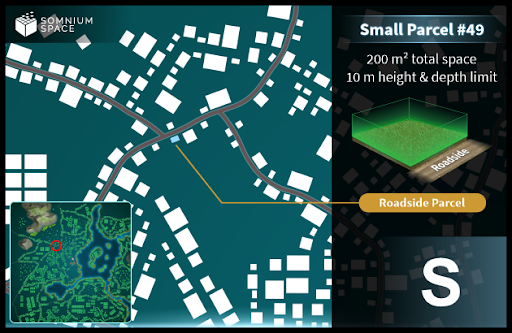 SOMNIUM
SPACE
Small Parcel #49
200 m² total space
10 m height & depth limit
Roadside
Roadside Parcel
S